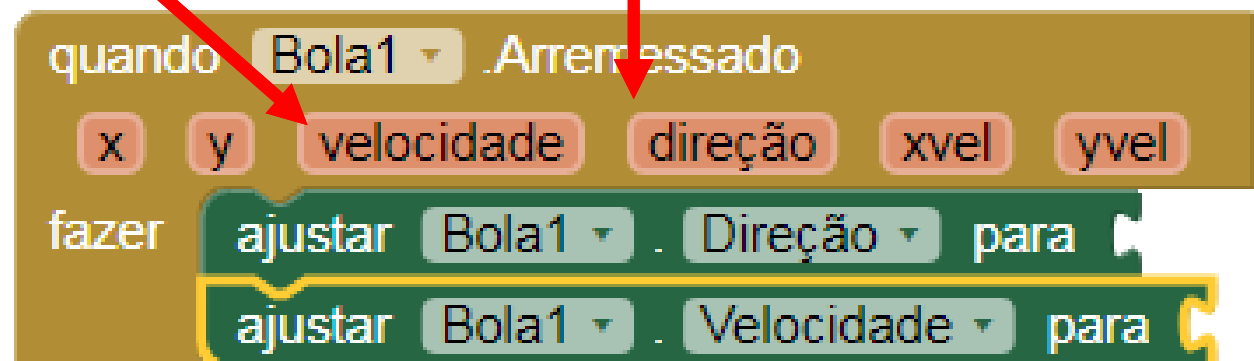 quando Bola1 .Arremessado
x y velocidade direção xvel yvel
fazer ajustar Bola1 . Direção para
ajustar Bola1 . Velocidade para